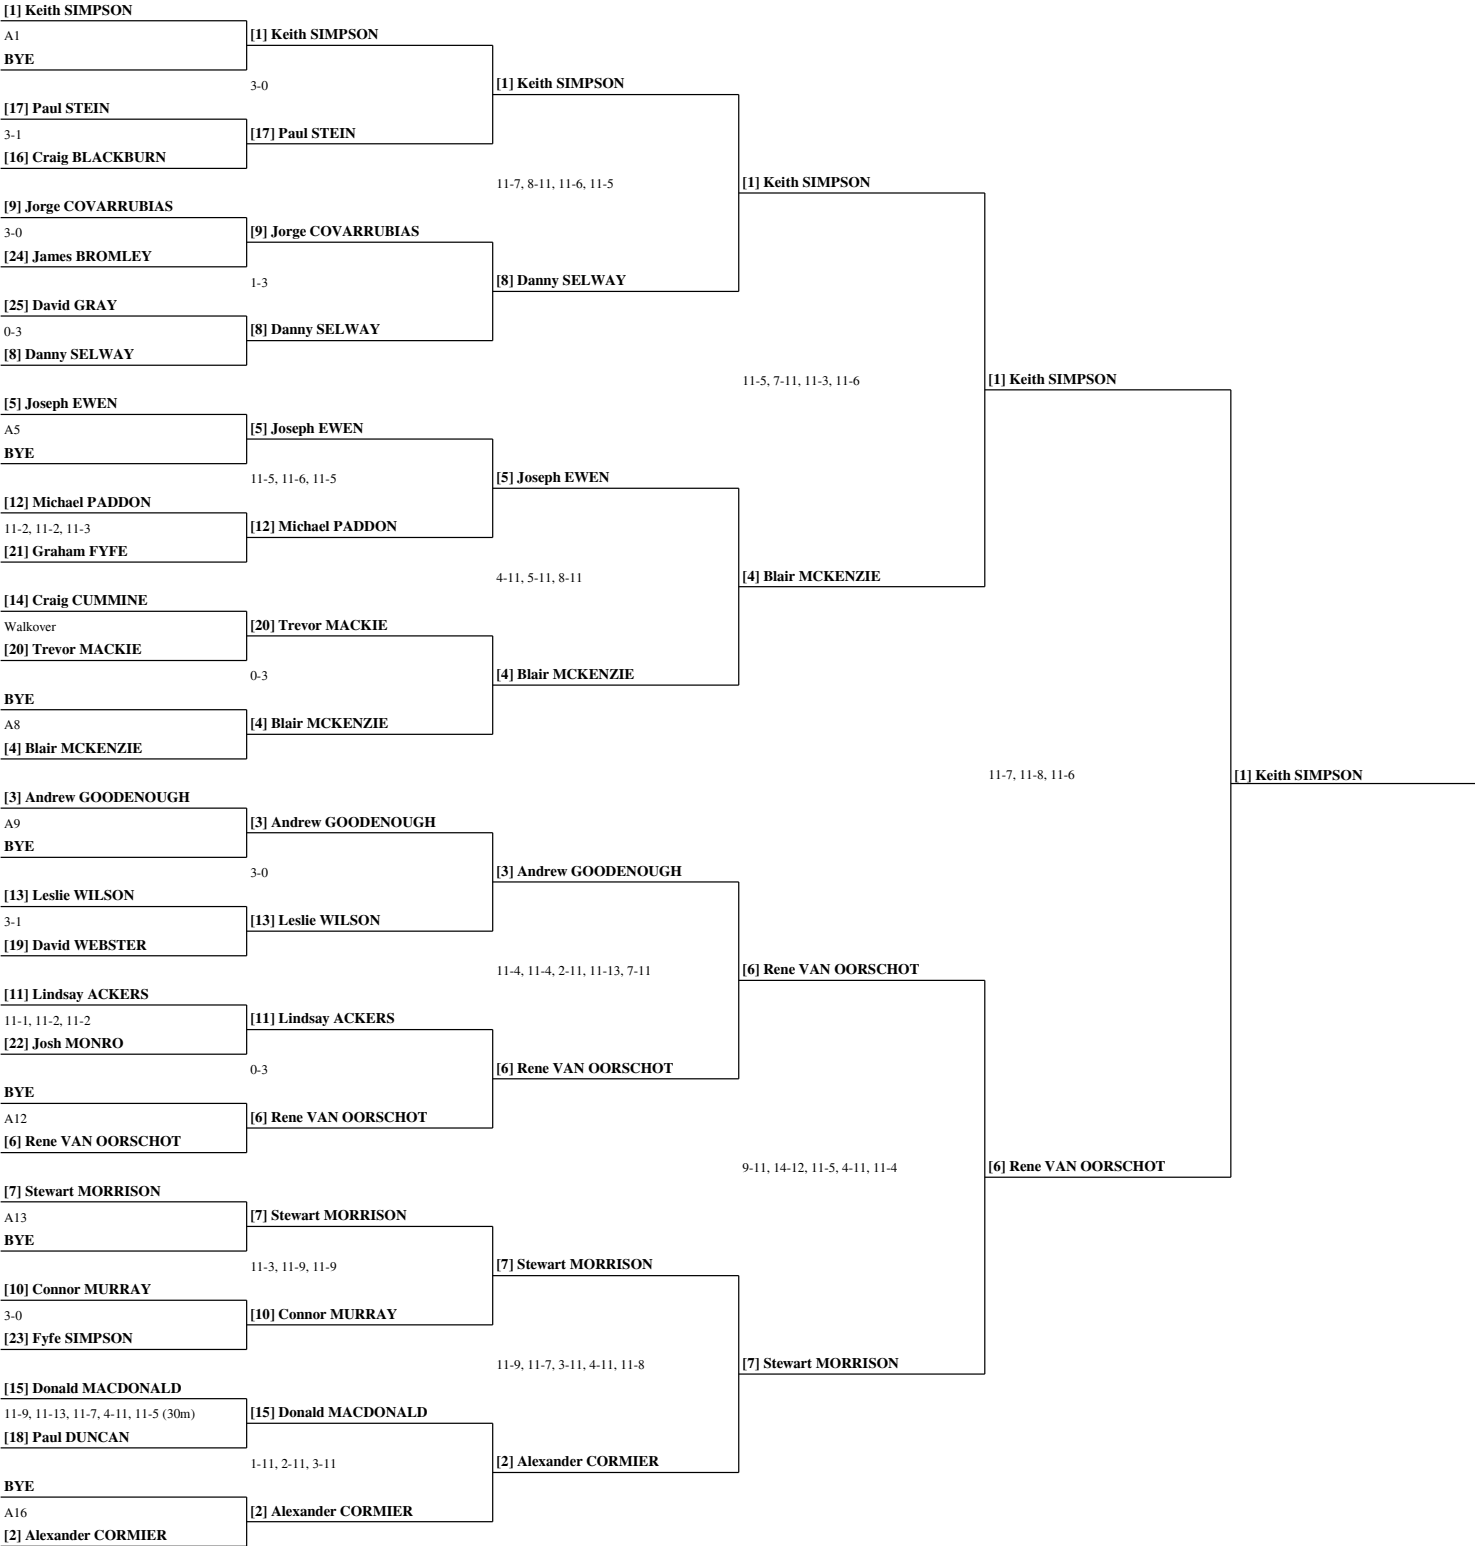 [1] Keith SIMPSON
A1
BYE
[17] Paul STEIN
3-1
[16] Craig BLACKBURN
[9] Jorge COVARRUBIAS
3-0
[24] James BROMLEY
[25] David GRAY
0-3
[8] Danny SELWAY
[5] Joseph EWEN
A5
BYE
[12] Michael PADDON
11-2, 11-2, 11-3
[21] Graham FYFE
[14] Craig CUMMINE
Walkover
[20] Trevor MACKIE
BYE
A8
[4] Blair MCKENZIE
[3] Andrew GOODENOUGH
A9
BYE
[13] Leslie WILSON
3-1
[19] David WEBSTER
[11] Lindsay ACKERS
11-1, 11-2, 11-2
[22] Josh MONRO
BYE
A12
[6] Rene VAN OORSCHOT
[7] Stewart MORRISON
A13
BYE
[10] Connor MURRAY
3-0
[23] Fyfe SIMPSON
[15] Donald MACDONALD
11-9, 11-13, 11-7, 4-11, 11-5 (30m)
[18] Paul DUNCAN
BYE
A16
[2] Alexander CORMIER
[1] Keith SIMPSON
3-0
[17] Paul STEIN
[9] Jorge COVARRUBIAS
1-3
[8] Danny SELWAY
[5] Joseph EWEN
11-5, 11-6, 11-5
[12] Michael PADDON
[20] Trevor MACKIE
0-3
[4] Blair MCKENZIE
[3] Andrew GOODENOUGH
3-0
[13] Leslie WILSON
[11] Lindsay ACKERS
0-3
[6] Rene VAN OORSCHOT
[7] Stewart MORRISON
11-3, 11-9, 11-9
[10] Connor MURRAY
[15] Donald MACDONALD
1-11, 2-11, 3-11
[2] Alexander CORMIER
[1] Keith SIMPSON
11-7, 8-11, 11-6, 11-5
[8] Danny SELWAY
[5] Joseph EWEN
4-11, 5-11, 8-11
[4] Blair MCKENZIE
[3] Andrew GOODENOUGH
11-4, 11-4, 2-11, 11-13, 7-11
[6] Rene VAN OORSCHOT
[7] Stewart MORRISON
11-9, 11-7, 3-11, 4-11, 11-8
[2] Alexander CORMIER
[1] Keith SIMPSON
11-5, 7-11, 11-3, 11-6
[4] Blair MCKENZIE
[6] Rene VAN OORSCHOT
9-11, 14-12, 11-5, 4-11, 11-4
[7] Stewart MORRISON
[1] Keith SIMPSON
11-7, 11-8, 11-6
[6] Rene VAN OORSCHOT
[1] Keith SIMPSON